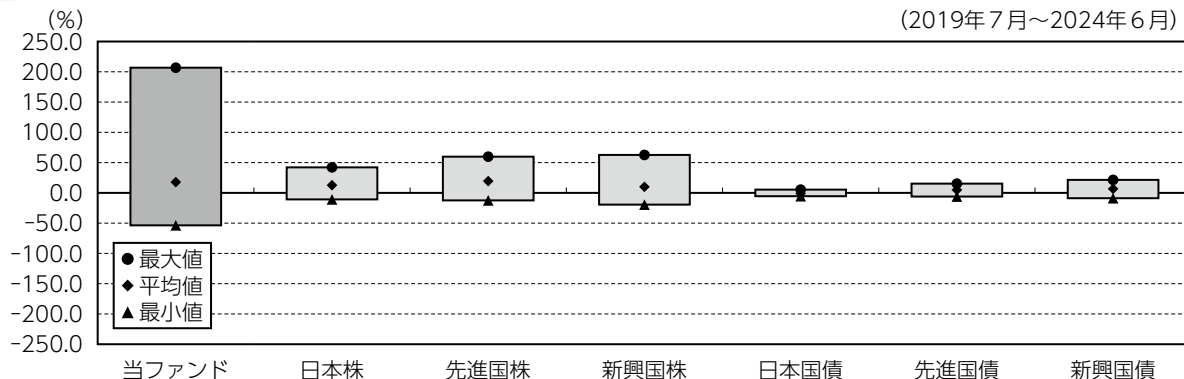 (%)
(2019年7月~2024年6月)
250.0
200.0
150.0
100.0
50.0
0.0
-50.0
-100.0
-150.0
-200.0
-250.0
●最大値
◆平均値
▲最小値
当ファンド 日本株 先進国株 新興国株 日本国債 先進国債 新興国債